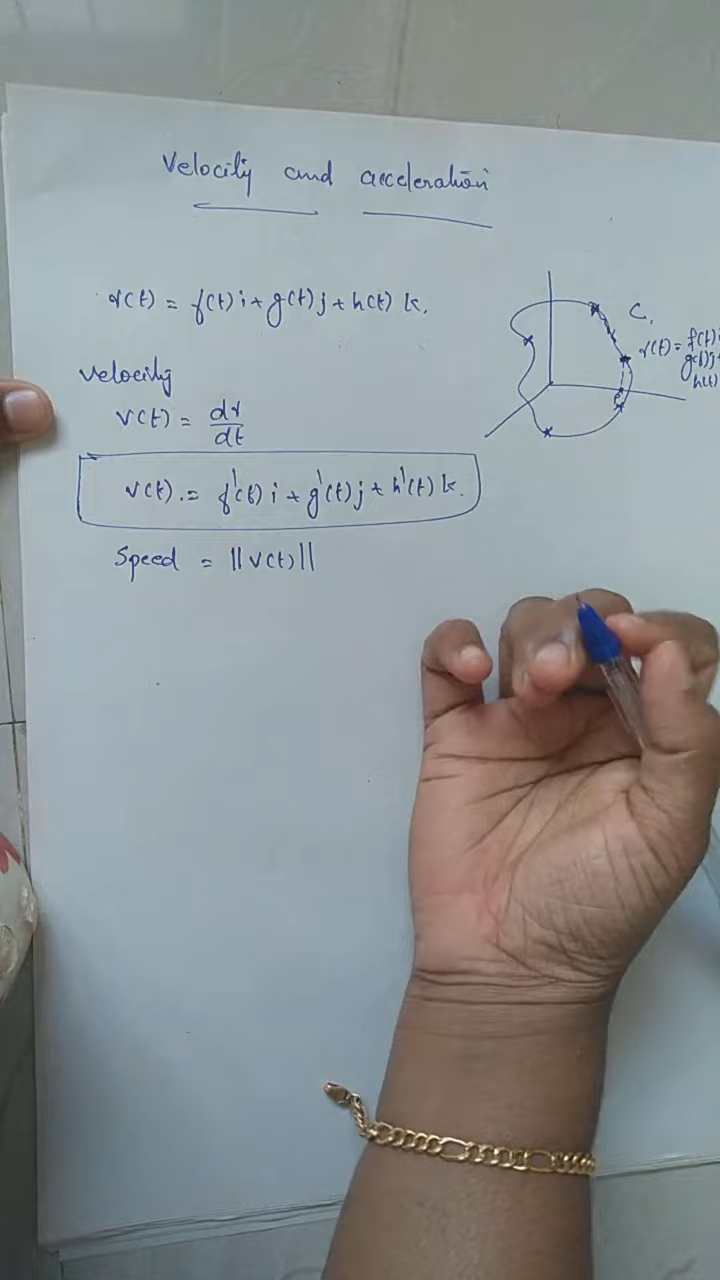 Velocity and acceleration
r(t) = f(t) i + g(t) j + h(t) k.
C.
r(t) = f(t) i
g(t) j +
h(t)
Velocity
v(t) = dr/dt
v(t) = f'(t) i + g'(t) j + h'(t) k.
Speed = ||v(t)||